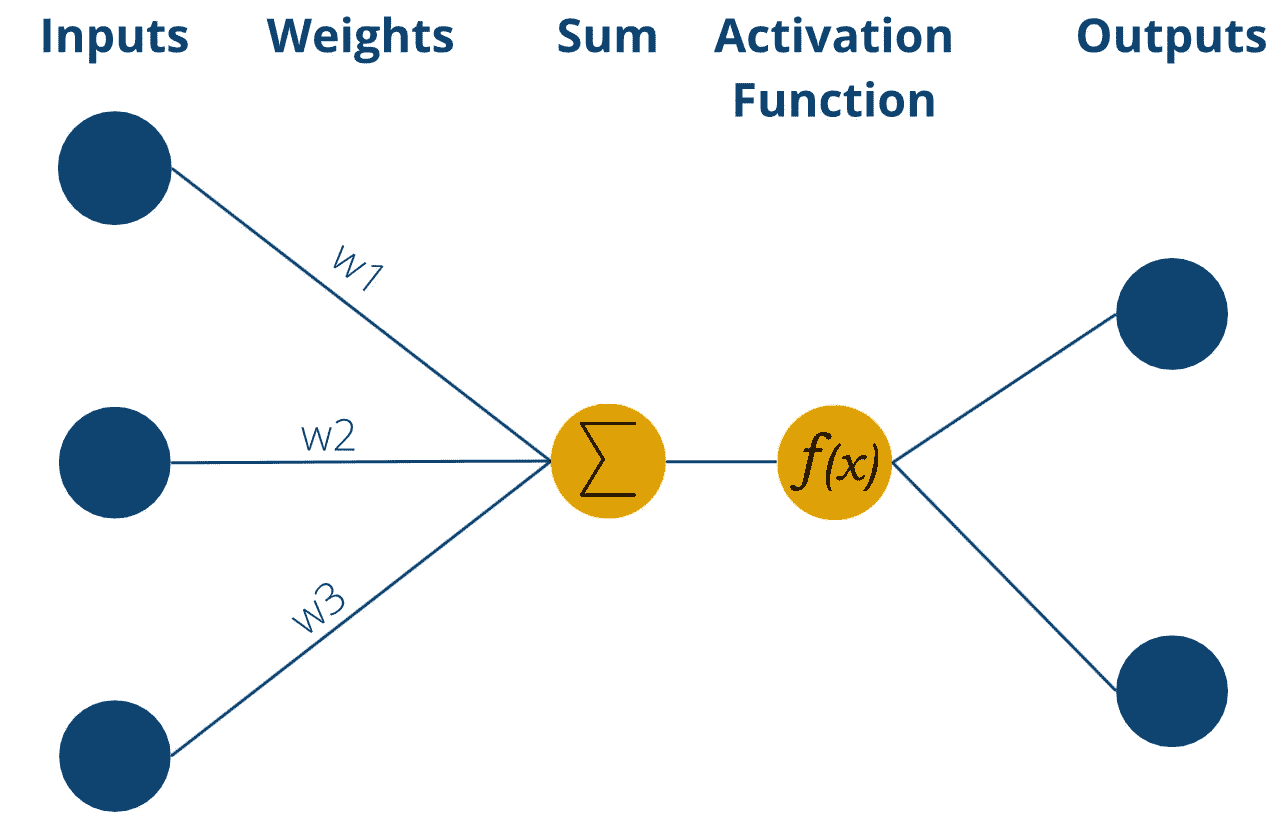 Inputs Weights Sum Activation Function Outputs
w1
w2
w3
∑
f(x)